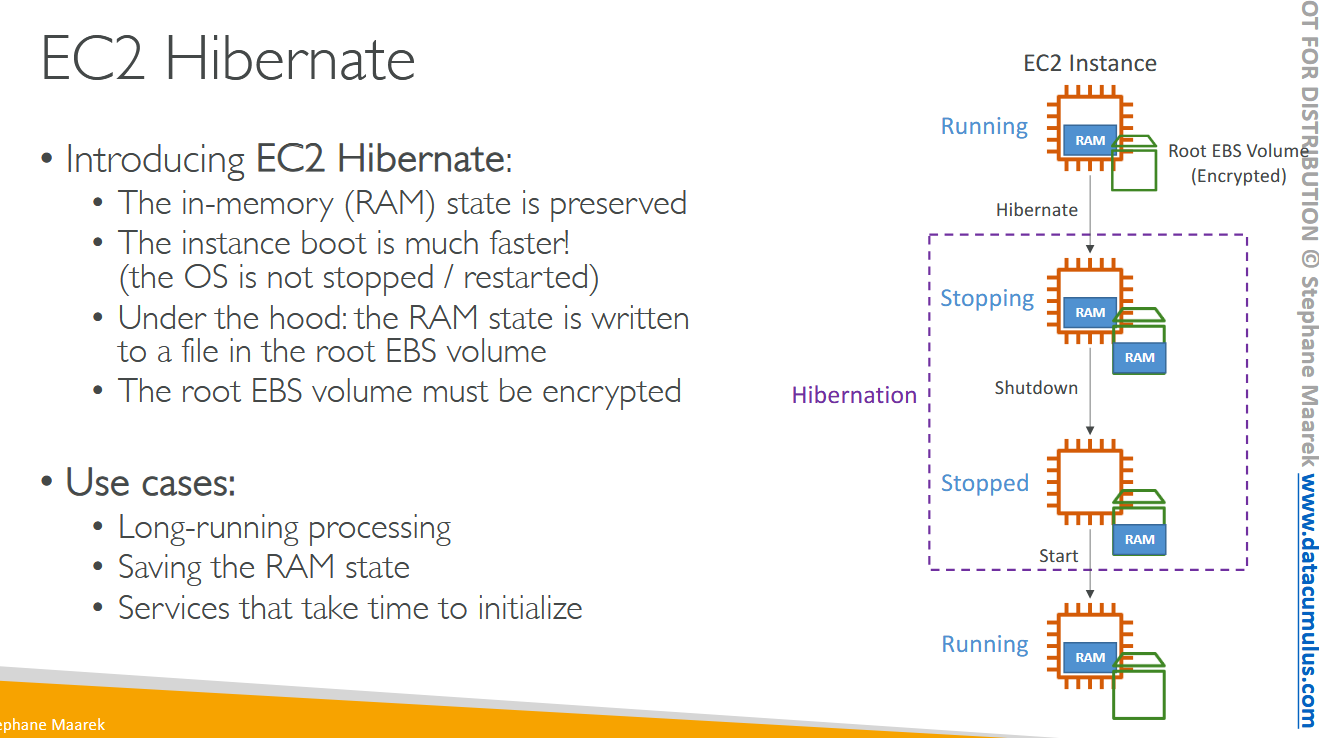 EC2 Hibernate
• Introducing EC2 Hibernate:
• The in-memory (RAM) state is preserved
• The instance boot is much faster!
(the OS is not stopped / restarted)
• Under the hood: the RAM state is written
to a file in the root EBS volume
• The root EBS volume must be encrypted
• Use cases:
• Long-running processing
• Saving the RAM state
• Services that take time to initialize
EC2 Instance
Running
RAM
Root EBS Volume
(Encrypted)
Hibernate
Stopping
RAM
RAM
Hibernation
Shutdown
Stopped
RAM
Start
Running
RAM
OT FOR DISTRIBUTION © Stephane Maarek www.datacumulus.com
ephane Maarek